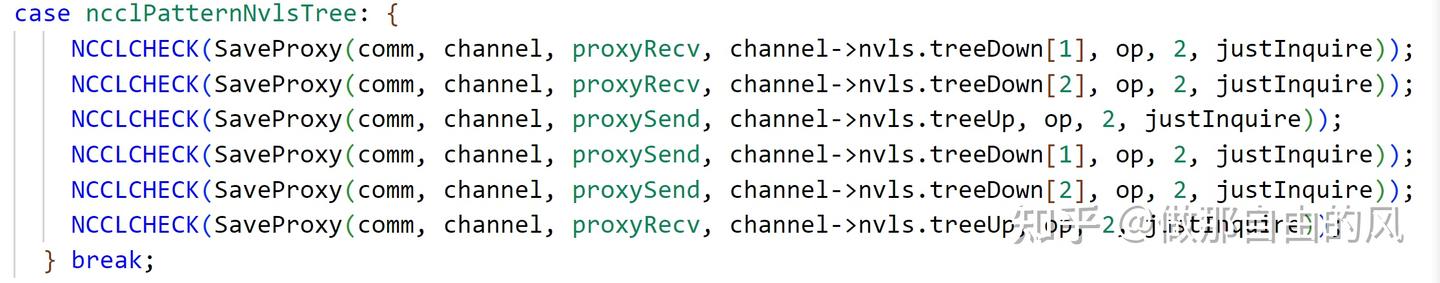 case ncclPatternNvlsTree: {
NCCLCHECK(SaveProxy(comm, channel, proxyRecv, channel->nvls.treeDown[1], op, 2, justInquire));
NCCLCHECK(SaveProxy(comm, channel, proxyRecv, channel->nvls.treeDown[2], op, 2, justInquire));
NCCLCHECK(SaveProxy(comm, channel, proxySend, channel->nvls.treeUp, op, 2, justInquire));
NCCLCHECK(SaveProxy(comm, channel, proxySend, channel->nvls.treeDown[1], op, 2, justInquire));
NCCLCHECK(SaveProxy(comm, channel, proxySend, channel->nvls.treeDown[2], op, 2, justInquire));
NCCLCHECK(SaveProxy(comm, channel, proxyRecv, channel->nvls.treeUp, op, 2, justInquire));
知乎 @做那自由的风
} break;